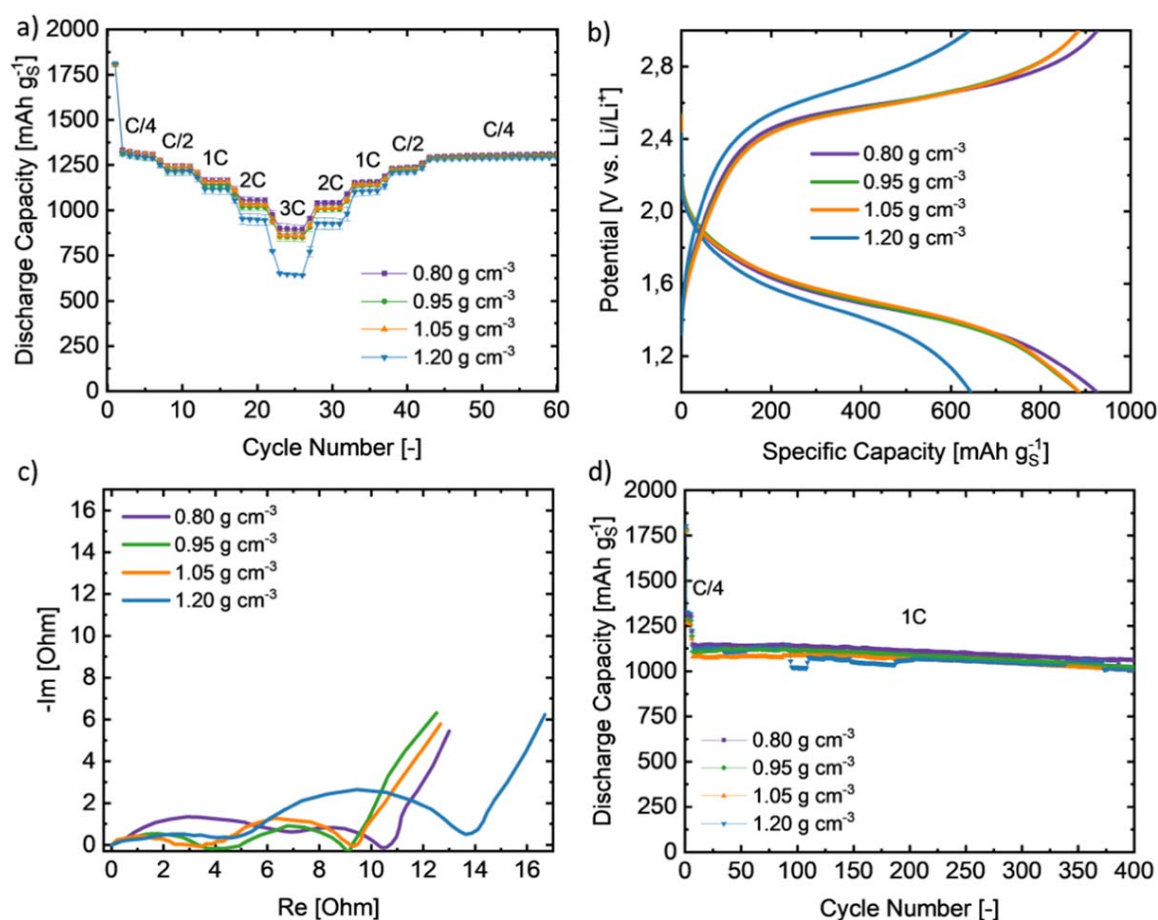 a)
2000
1750
1500
1250
1000
750
500
250
0
0 10 20 30 40 50 60
Discharge Capacity [mAh g_S^-1]
Cycle Number [-]
C/4
C/2
1C
2C
3C
2C
1C
C/2
C/4
0.80 g cm^-3
0.95 g cm^-3
1.05 g cm^-3
1.20 g cm^-3
b)
2,8
2,4
2,0
1,6
1,2
0 200 400 600 800 1000
Potential [V vs. Li/Li^+]
Specific Capacity [mAh g_S^-1]
0.80 g cm^-3
0.95 g cm^-3
1.05 g cm^-3
1.20 g cm^-3
c)
16
14
12
10
8
6
4
2
0
0 2 4 6 8 10 12 14 16
-Im [Ohm]
Re [Ohm]
0.80 g cm^-3
0.95 g cm^-3
1.05 g cm^-3
1.20 g cm^-3
d)
2000
1750
1500
1250
1000
750
500
250
0
0 50 100 150 200 250 300 350 400
Discharge Capacity [mAh g_S^-1]
Cycle Number [-]
C/4
1C
0.80 g cm^-3
0.95 g cm^-3
1.05 g cm^-3
1.20 g cm^-3